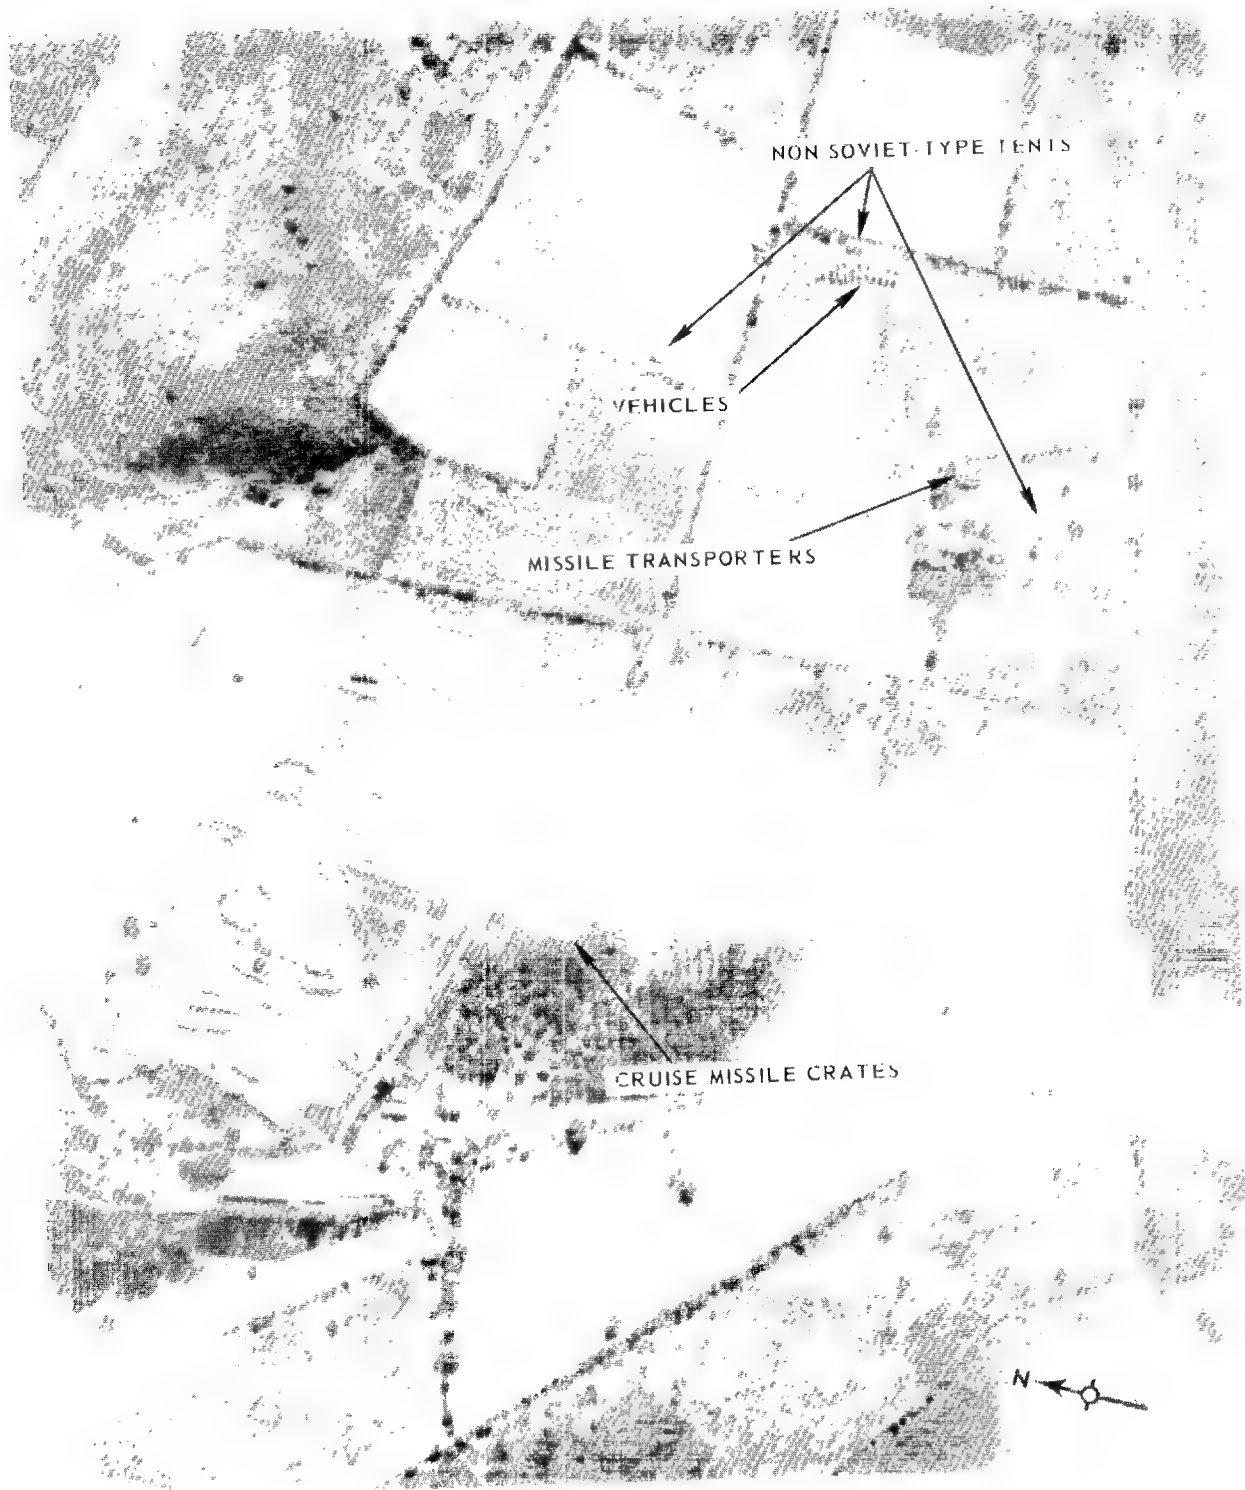 NON SOVIET-TYPE TENTS
VEHICLES
MISSILE TRANSPORTERS
CRUISE MISSILE CRATES
N